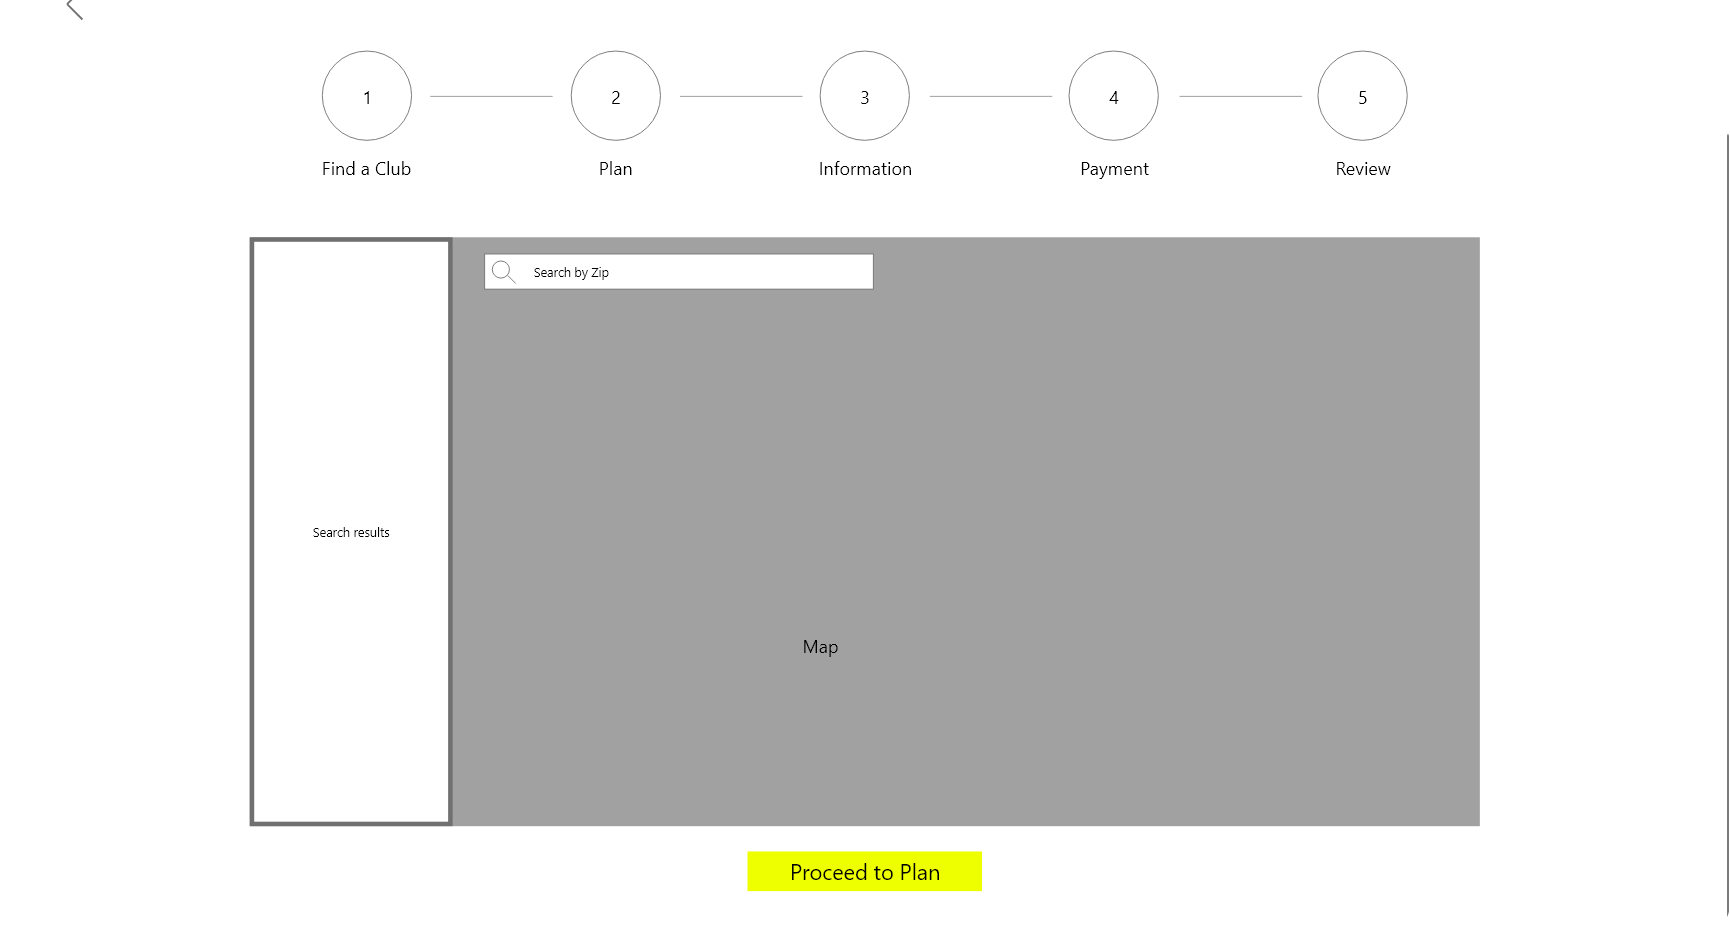 1
2
3
4
5
Find a Club
Plan
Information
Payment
Review
Search by Zip
Search results
Map
Proceed to Plan